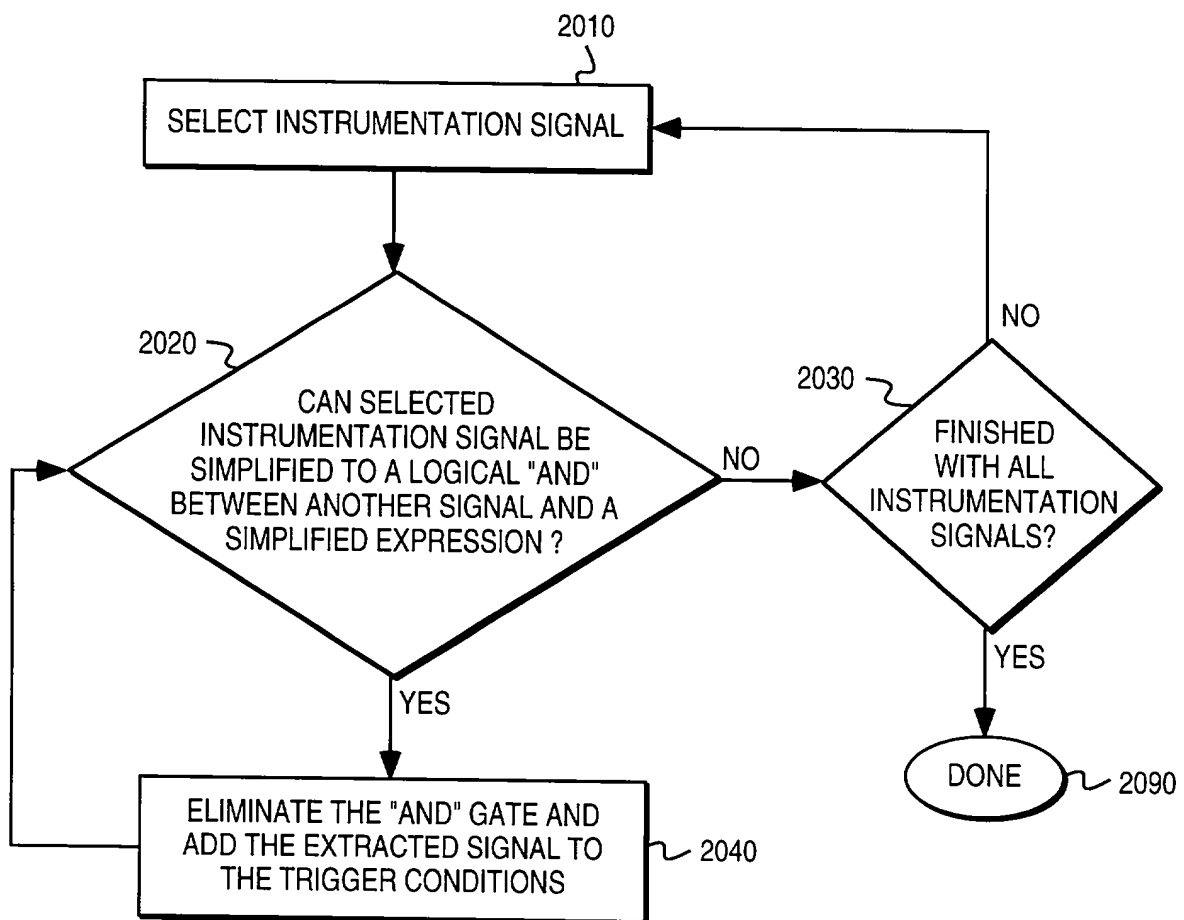 2010
SELECT INSTRUMENTATION SIGNAL
2020
CAN SELECTED
INSTRUMENTATION SIGNAL BE
SIMPLIFIED TO A LOGICAL "AND"
BETWEEN ANOTHER SIGNAL AND A
SIMPLIFIED EXPRESSION ?
NO
YES
2030
NO
FINISHED
WITH ALL
INSTRUMENTATION
SIGNALS?
YES
DONE
2090
ELIMINATE THE "AND" GATE AND
ADD THE EXTRACTED SIGNAL TO
THE TRIGGER CONDITIONS
2040